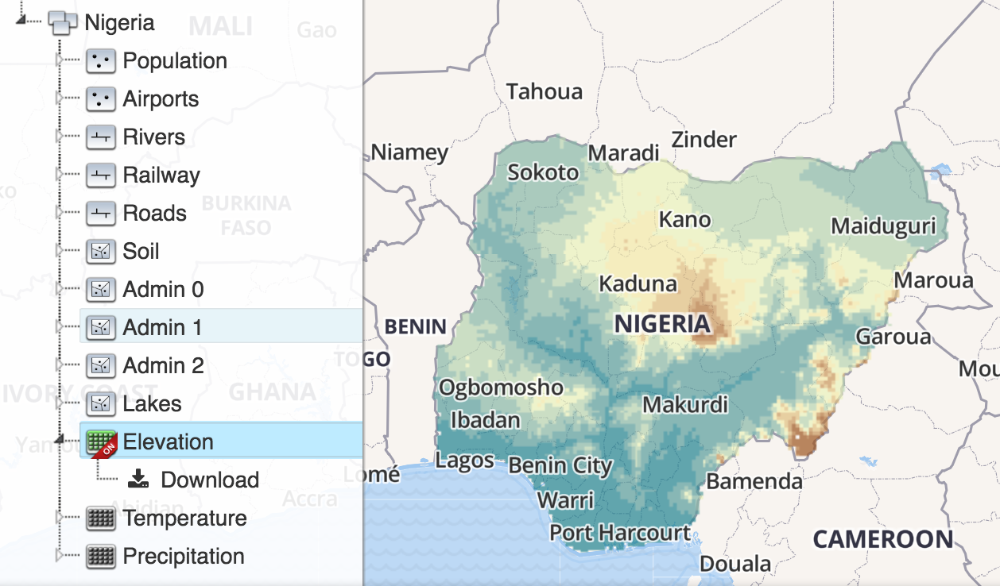 Nigeria
Population
Airports
Rivers
Railway
Roads
Soil
Admin 0
Admin 1
Admin 2
Lakes
ON
Elevation
Download
Temperature
Precipitation
MALI
Gao
BURKINA
FASO
IVORY COAST
GHANA
TOGO
Abidjan
Accra
Lomé
Tahoua
Niamey
Maradi
Zinder
Sokoto
Kano
Maiduguri
Kaduna
Maroua
BENIN
NIGERIA
Garoua
Ogbomosho
Makurdi
Ibadan
Lagos
Benin City
Bamenda
Warri
Port Harcourt
CAMEROON
Douala